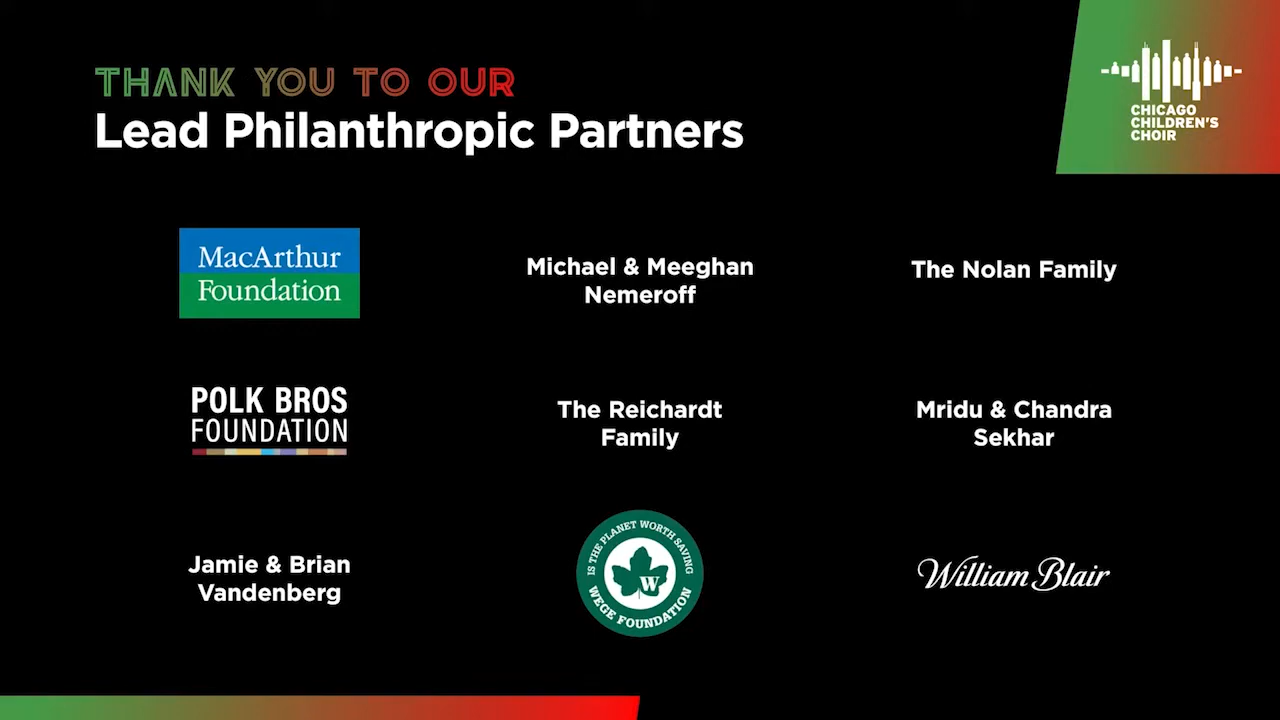 THANK YOU TO OUR
Lead Philanthropic Partners
CHICAGO
CHILDREN'S
CHOIR
MacArthur
Foundation
Michael & Meeghan
Nemeroff
The Nolan Family
POLK BROS
FOUNDATION
The Reichardt
Family
Mridu & Chandra
Sekhar
Jamie & Brian
Vandenberg
IS THE PLANET WORTH SAVING
W
WEGE FOUNDATION
William Blair